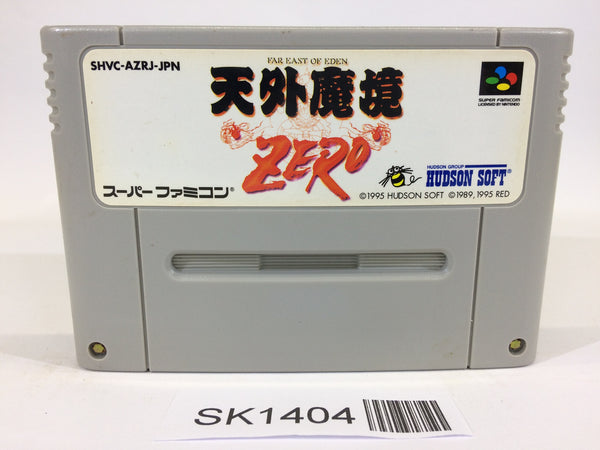 SHVC-AZRJ-JPN
FAR EAST OF EDEN
天外魔境
ZERO
スーパーファミコン®
SUPER FAMICOM
LICENSED BY NINTENDO
HUDSON GROUP
HUDSON SOFT®
©1995 HUDSON SOFT ©1989, 1995 RED
SK1404